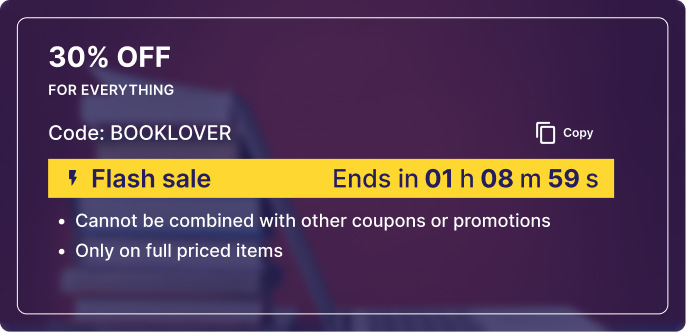 30% OFF
FOR EVERYTHING
Code: BOOKLOVER
Copy
Flash sale
Ends in 01 h 08 m 59 s
• Cannot be combined with other coupons or promotions
• Only on full priced items